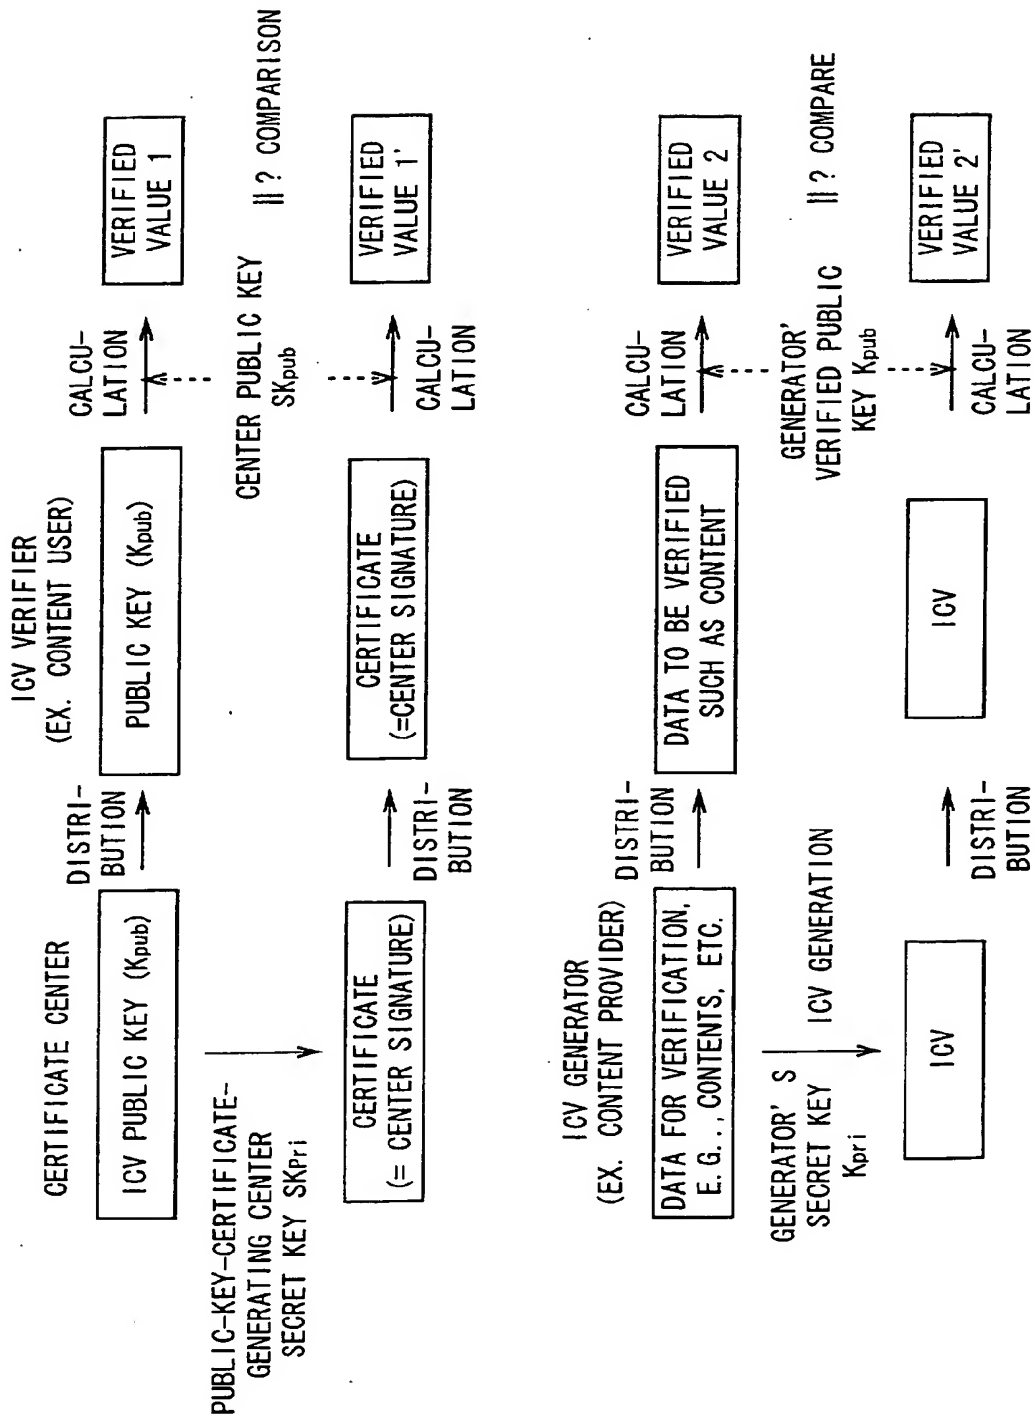 CERTIFICATE CENTER
ICV PUBLIC KEY (Kpub)
DISTRI-
BUTION
ICV VERIFIER
(EX. CONTENT USER)
PUBLIC KEY (Kpub)
CALCU-
LATION
VERIFIED
VALUE 1
PUBLIC-KEY-CERTIFICATE-
GENERATING CENTER
SECRET KEY SKPri
CENTER PUBLIC KEY
SKpub
||? COMPARISON
CERTIFICATE
(= CENTER SIGNATURE)
DISTRI-
BUTION
CERTIFICATE
(=CENTER SIGNATURE)
CALCU-
LATION
VERIFIED
VALUE 1'
ICV GENERATOR
(EX. CONTENT PROVIDER)
DATA FOR VERIFICATION,
E. G.., CONTENTS, ETC.
DISTRI-
BUTION
DATA TO BE VERIFIED
SUCH AS CONTENT
CALCU-
LATION
VERIFIED
VALUE 2
GENERATOR' S
SECRET KEY
Kpri
ICV GENERATION
GENERATOR'
VERIFIED PUBLIC
KEY Kpub
||? COMPARE
ICV
DISTRI-
BUTION
ICV
CALCU-
LATION
VERIFIED
VALUE 2'